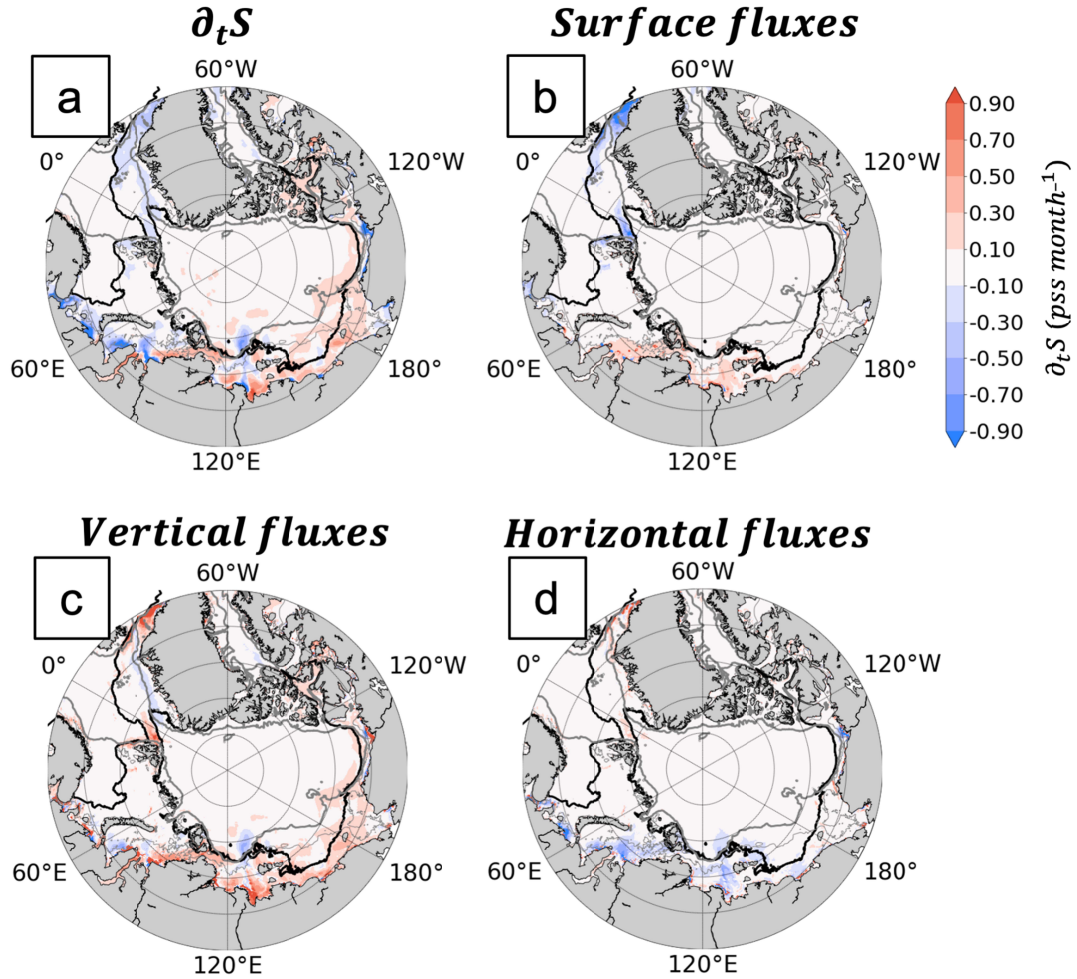 ∂ₜS
Surface fluxes
a
60°W
0°
120°W
60°E
180°
120°E
b
60°W
0°
120°W
60°E
180°
120°E
0.90
0.70
0.50
0.30
0.10
-0.10
-0.30
-0.50
-0.70
-0.90
∂ₜS (pss month⁻¹)
Vertical fluxes
Horizontal fluxes
c
60°W
0°
120°W
60°E
180°
120°E
d
60°W
0°
120°W
60°E
180°
120°E